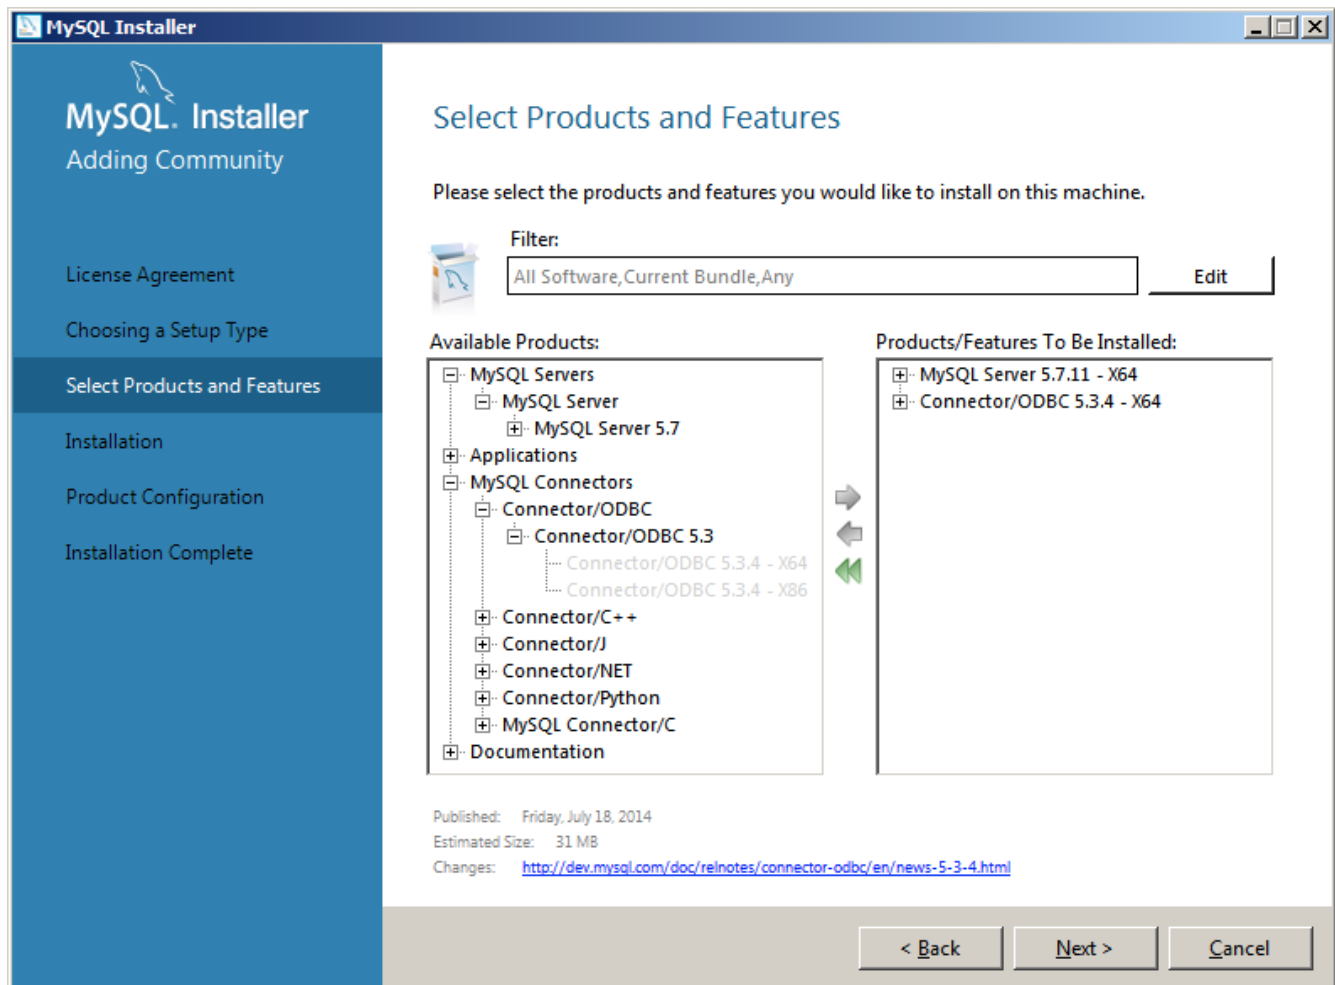 MySQL Installer
MySQL. Installer
Adding Community
License Agreement
Choosing a Setup Type
Select Products and Features
Installation
Product Configuration
Installation Complete
Select Products and Features
Please select the products and features you would like to install on this machine.
Filter:
All Software,Current Bundle,Any
Edit
Available Products:
MySQL Servers
MySQL Server
MySQL Server 5.7
Applications
MySQL Connectors
Connector/ODBC
Connector/ODBC 5.3
Connector/ODBC 5.3.4 - X64
Connector/ODBC 5.3.4 - X86
Connector/C++
Connector/J
Connector/NET
Connector/Python
MySQL Connector/C
Documentation
Products/Features To Be Installed:
MySQL Server 5.7.11 - X64
Connector/ODBC 5.3.4 - X64
Published: Friday, July 18, 2014
Estimated Size: 31 MB
Changes: http://dev.mysql.com/doc/relnotes/connector-odbc/en/news-5-3-4.html
< Back
Next >
Cancel